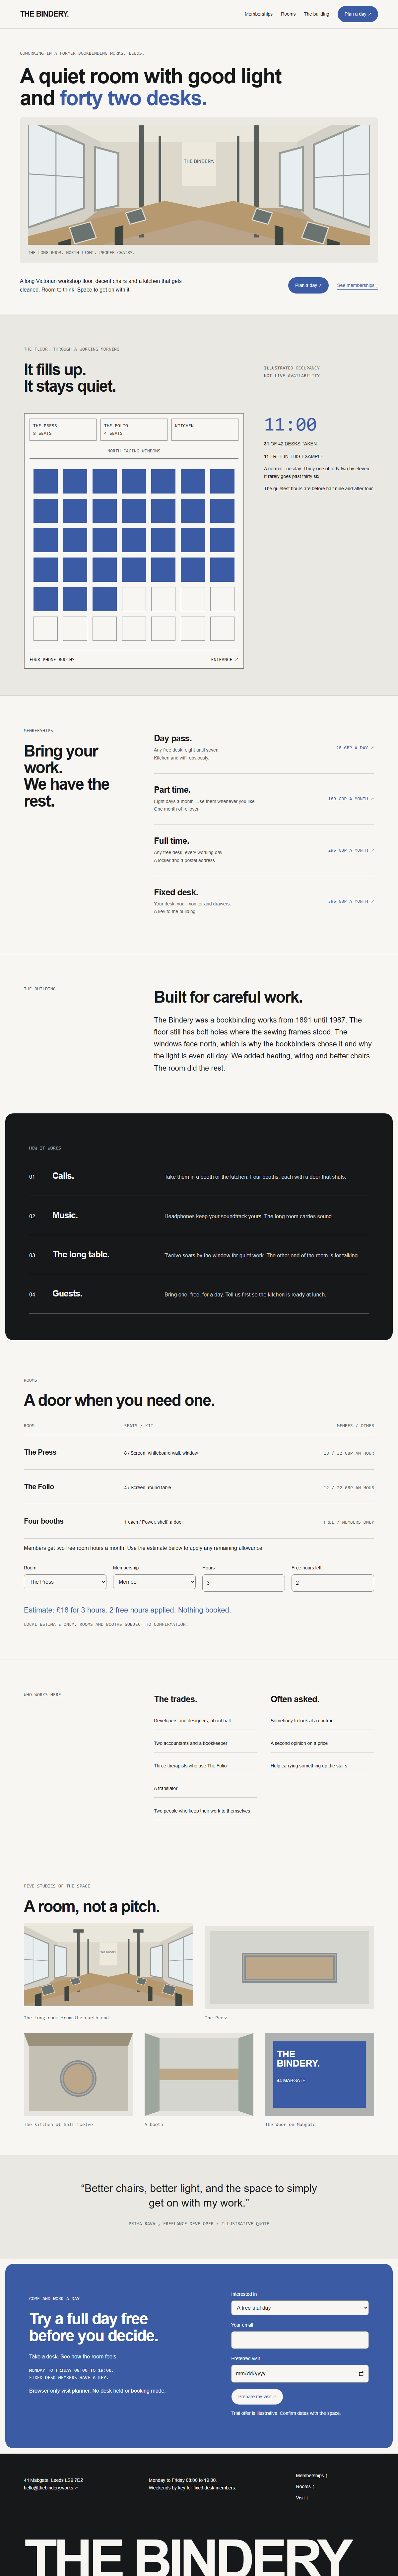 THE BINDERY.
Memberships
Rooms
The building
Plan a day ↗
COWORKING IN A FORMER BOOKBINDING WORKS. LEEDS.
A quiet room with good light
and forty two desks.
THE BINDERY.
THE LONG ROOM. NORTH LIGHT. PROPER CHAIRS.
A long Victorian workshop floor, decent chairs and a kitchen that gets
cleaned. Room to think. Space to get on with it.
Plan a day ↗
See memberships ↓
THE FLOOR, THROUGH A WORKING MORNING
It fills up.
It stays quiet.
ILLUSTRATED OCCUPANCY
NOT LIVE AVAILABILITY
THE PRESS
8 SEATS
THE FOLIO
4 SEATS
KITCHEN
NORTH FACING WINDOWS
FOUR PHONE BOOTHS
ENTRANCE ↗
11:00
31 OF 42 DESKS TAKEN
11 FREE IN THIS EXAMPLE
A normal Tuesday. Thirty one of forty two by eleven.
It rarely goes past thirty six.
The quietest hours are before half nine and after four.
MEMBERSHIPS
Bring your
work.
We have the
rest.
Day pass.
Any free desk, eight until seven.
Kitchen and wifi, obviously.
28 GBP A DAY ↗
Part time.
Eight days a month. Use them whenever you like.
One month of rollover.
180 GBP A MONTH ↗
Full time.
Any free desk, every working day.
A locker and a postal address.
295 GBP A MONTH ↗
Fixed desk.
Your desk, your monitor and drawers.
A key to the building.
395 GBP A MONTH ↗
THE BUILDING
Built for careful work.
The Bindery was a bookbinding works from 1891 until 1987. The
floor still has bolt holes where the sewing frames stood. The
windows face north, which is why the bookbinders chose it and why
the light is even all day. We added heating, wiring and better chairs.
The room did the rest.
HOW IT WORKS
01
Calls.
Take them in a booth or the kitchen. Four booths, each with a door that shuts.
02
Music.
Headphones keep your soundtrack yours. The long room carries sound.
03
The long table.
Twelve seats by the window for quiet work. The other end of the room is for talking.
04
Guests.
Bring one, free, for a day. Tell us first so the kitchen is ready at lunch.
ROOMS
A door when you need one.
ROOM
SEATS / KIT
MEMBER / OTHER
The Press
8 / Screen, whiteboard wall, window
18 / 32 GBP AN HOUR
The Folio
4 / Screen, round table
12 / 22 GBP AN HOUR
Four booths
1 each / Power, shelf, a door
FREE / MEMBERS ONLY
Members get two free room hours a month. Use the estimate below to apply any remaining allowance.
Room
Membership
Hours
Free hours left
The Press
Member
3
2
Estimate: £18 for 3 hours. 2 free hours applied. Nothing booked.
LOCAL ESTIMATE ONLY. ROOMS AND BOOTHS SUBJECT TO CONFIRMATION.
WHO WORKS HERE
The trades.
Developers and designers, about half
Two accountants and a bookkeeper
Three therapists who use The Folio
A translator
Two people who keep their work to themselves
Often asked.
Somebody to look at a contract
A second opinion on a price
Help carrying something up the stairs
FIVE STUDIES OF THE SPACE
A room, not a pitch.
THE BINDERY.
The long room from the north end
The Press
THE
BINDERY.
44 MABGATE
The kitchen at half twelve
A booth
The door on Mabgate
“Better chairs, better light, and the space to simply
get on with my work.”
PRIYA RAVAL, FREELANCE DEVELOPER / ILLUSTRATIVE QUOTE
COME AND WORK A DAY
Try a full day free
before you decide.
Take a desk. See how the room feels.
MONDAY TO FRIDAY 08:00 TO 19:00.
FIXED DESK MEMBERS HAVE A KEY.
Browser only visit planner. No desk held or booking made.
Interested in
A free trial day
Your email
Preferred visit
mm/dd/yyyy
Prepare my visit ↗
Trial offer is illustrative. Confirm dates with the space.
44 Mabgate, Leeds LS9 7DZ
hello@thebindery.works ↗
Monday to Friday 08:00 to 19:00.
Weekends by key for fixed desk members.
Memberships ↑
Rooms ↑
Visit ↑
THE BINDERY